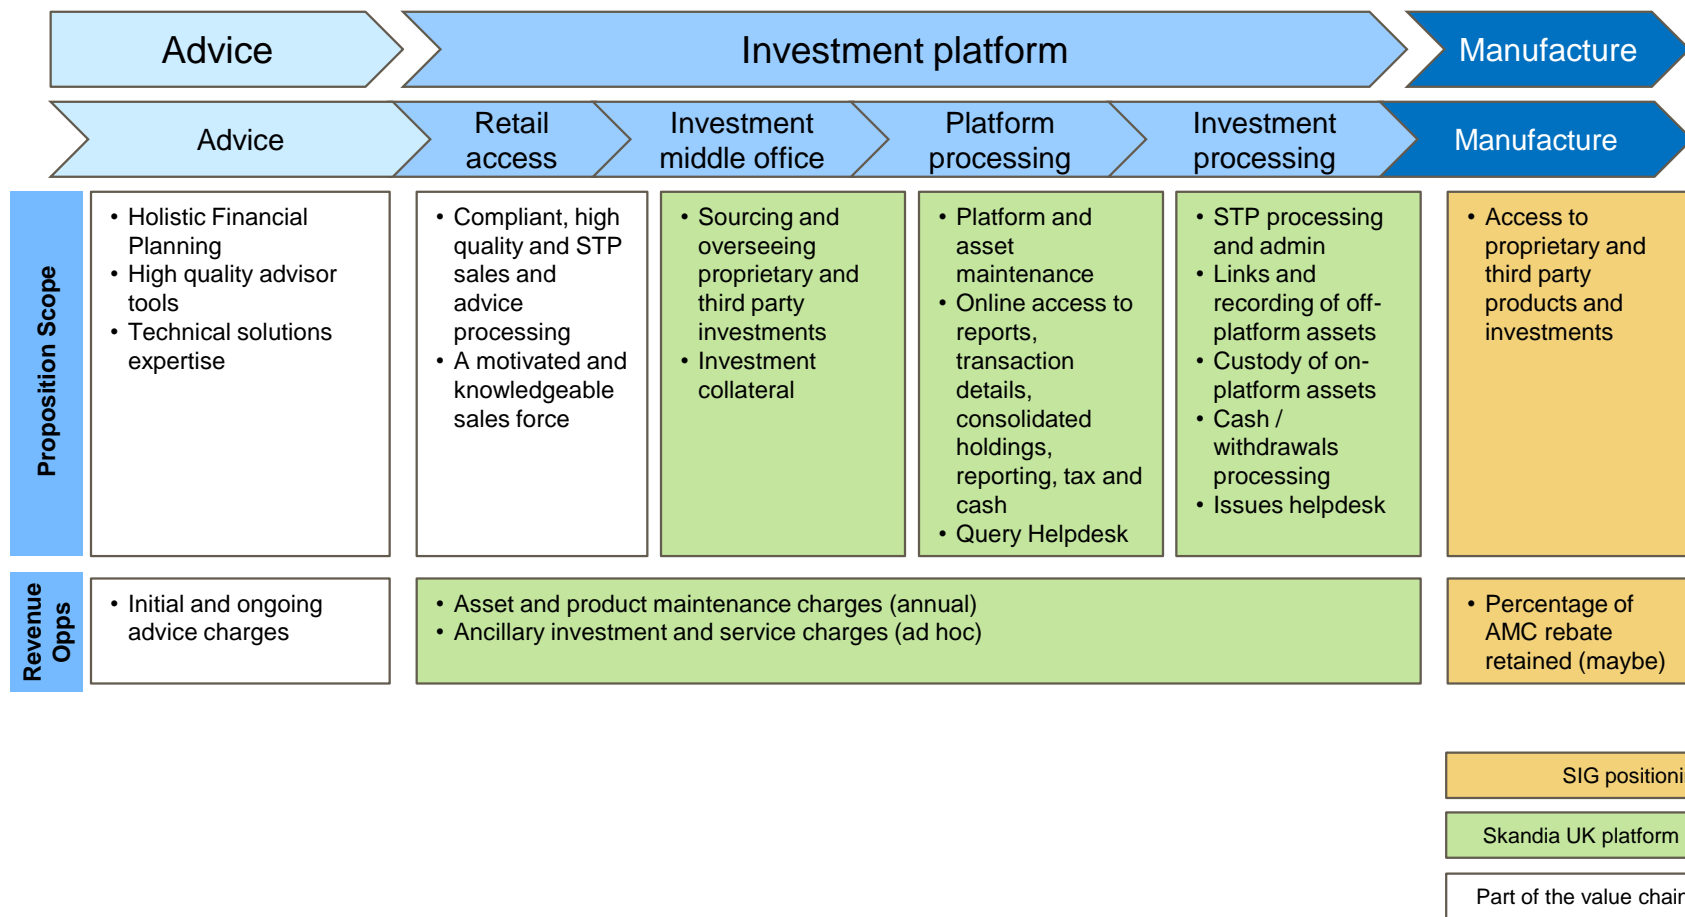 Advice
Investment platform
Manufacture
Advice
Retail
access
Investment
middle office
Platform
processing
Investment
processing
Manufacture
Proposition Scope
• Holistic Financial
Planning
• High quality advisor
tools
• Technical solutions
expertise
• Compliant, high
quality and STP
sales and
advice
processing
• A motivated and
knowledgeable
sales force
• Sourcing and
overseeing
proprietary and
third party
investments
• Investment
collateral
• Platform and
asset
maintenance
• Online access to
reports,
transaction
details,
consolidated
holdings,
reporting, tax and
cash
• Query Helpdesk
• STP processing
and admin
• Links and
recording of off-
platform assets
• Custody of on-
platform assets
• Cash /
withdrawals
processing
• Issues helpdesk
• Access to
proprietary and
third party
products and
investments
Revenue
Opps
• Initial and ongoing
advice charges
• Asset and product maintenance charges (annual)
• Ancillary investment and service charges (ad hoc)
• Percentage of
AMC rebate
retained (maybe)
SIG
Skandia UK platform
Part of the value chain